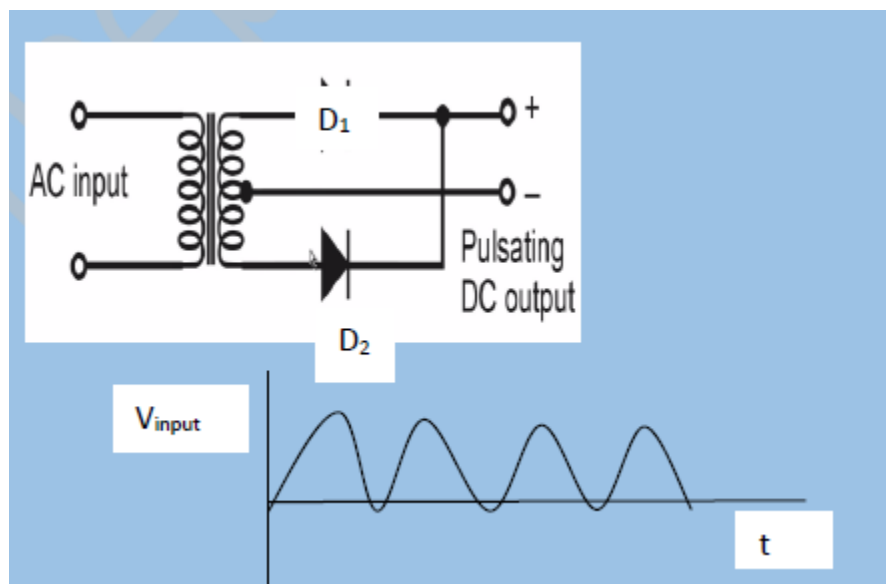 D₁
+
AC input
–
Pulsating
DC output
D₂
Vinput
t